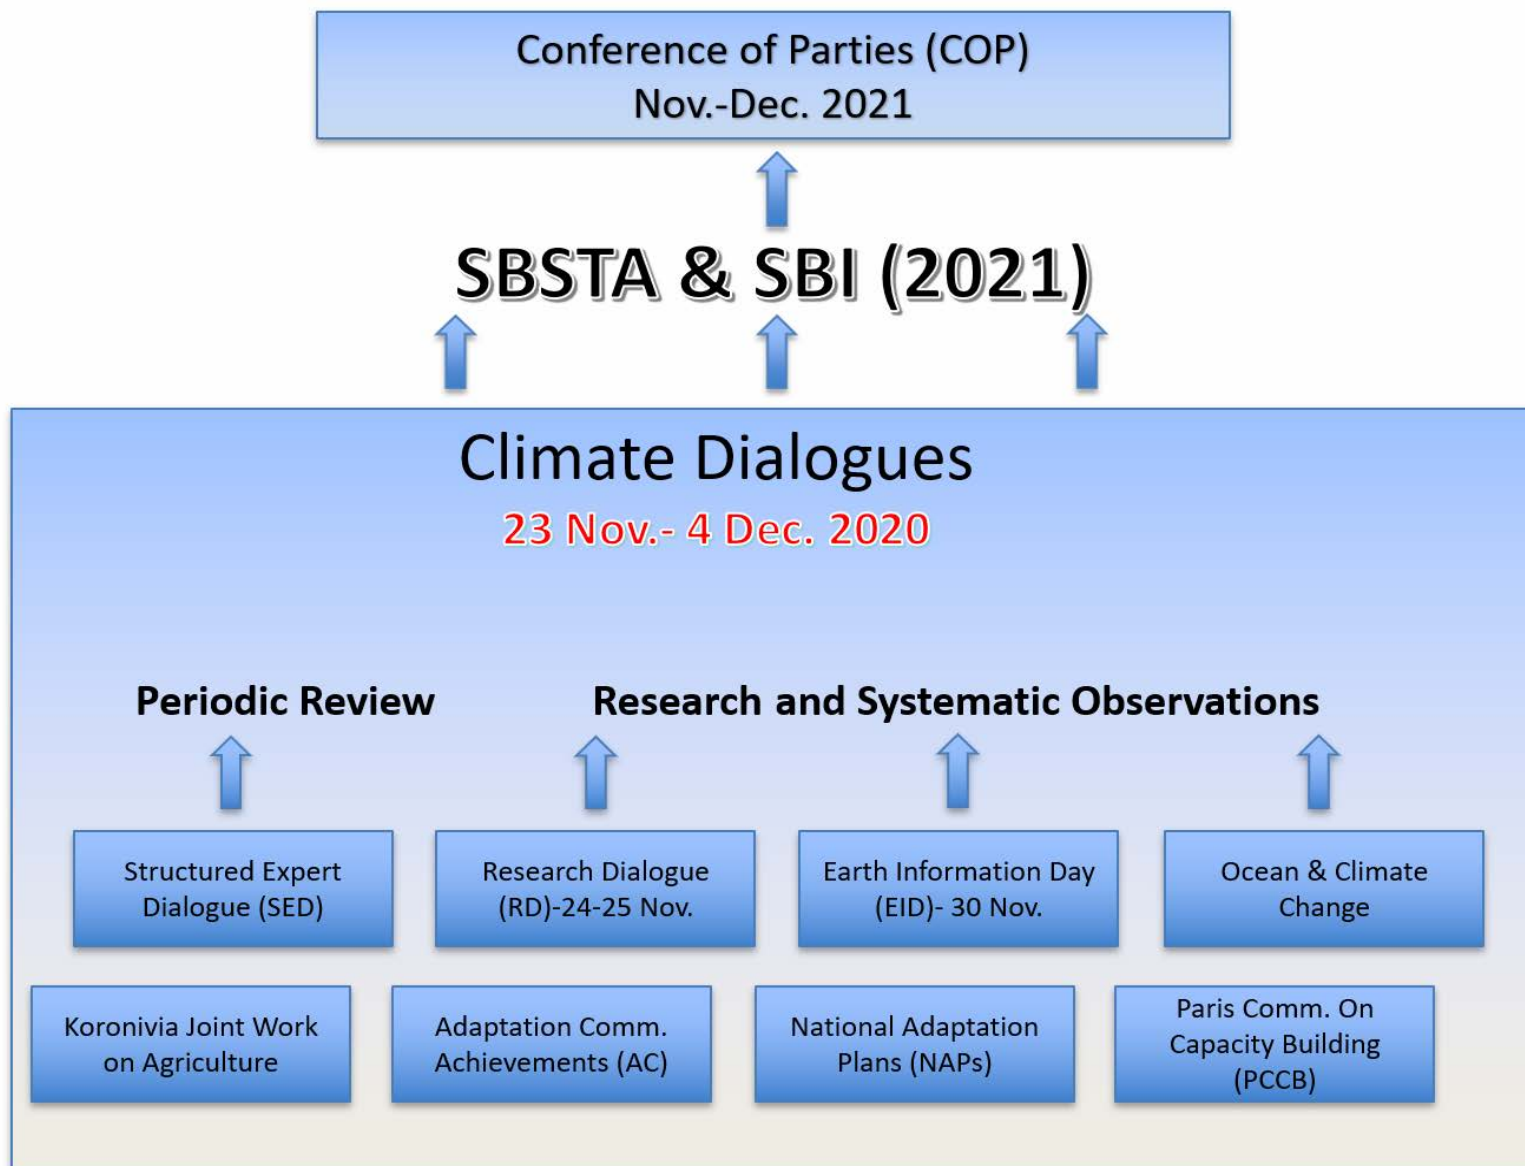 Conference of Parties (COP)
Nov.-Dec. 2021
SBSTA & SBI (2021)
Climate Dialogues
23 Nov.- 4 Dec. 2020
Periodic Review
Research and Systematic Observations
Structured Expert
Dialogue (SED)
Research Dialogue
(RD)-24-25 Nov.
Earth Information Day
(EID)- 30 Nov.
Ocean & Climate
Change
Koronivia Joint Work
on Agriculture
Adaptation Comm.
Achievements (AC)
National Adaptation
Plans (NAPs)
Paris Comm. On
Capacity Building
(PCCB)